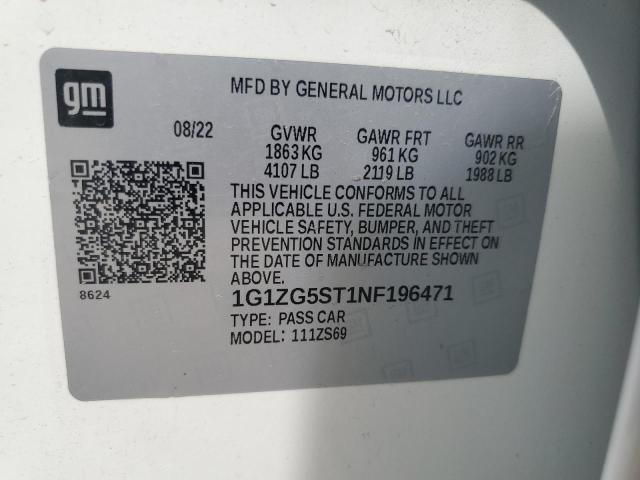 gm
MFD BY GENERAL MOTORS LLC
08/22 GVWR GAWR FRT GAWR RR
1863 KG 961 KG 902 KG
4107 LB 2119 LB 1988 LB
THIS VEHICLE CONFORMS TO ALL
APPLICABLE U.S. FEDERAL MOTOR
VEHICLE SAFETY, BUMPER, AND THEFT
PREVENTION STANDARDS IN EFFECT ON
THE DATE OF MANUFACTURE SHOWN
ABOVE.
8624
1G1ZG5ST1NF196471
TYPE: PASS CAR
MODEL: 111ZS69